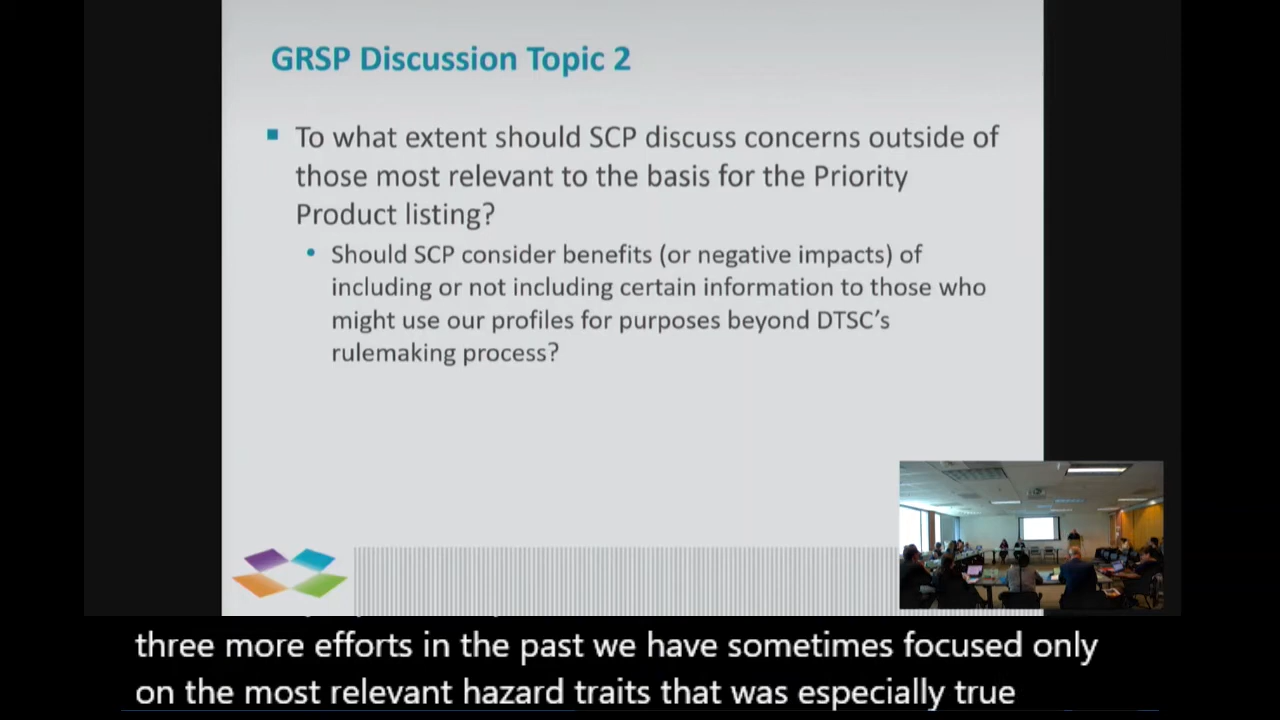 GRSP Discussion Topic 2
To what extent should SCP discuss concerns outside of
those most relevant to the basis for the Priority
Product listing?
Should SCP consider benefits (or negative impacts) of
including or not including certain information to those who
might use our profiles for purposes beyond DTSC's
rulemaking process?
three more efforts in the past we have sometimes focused only
on the most relevant hazard traits that was especially true